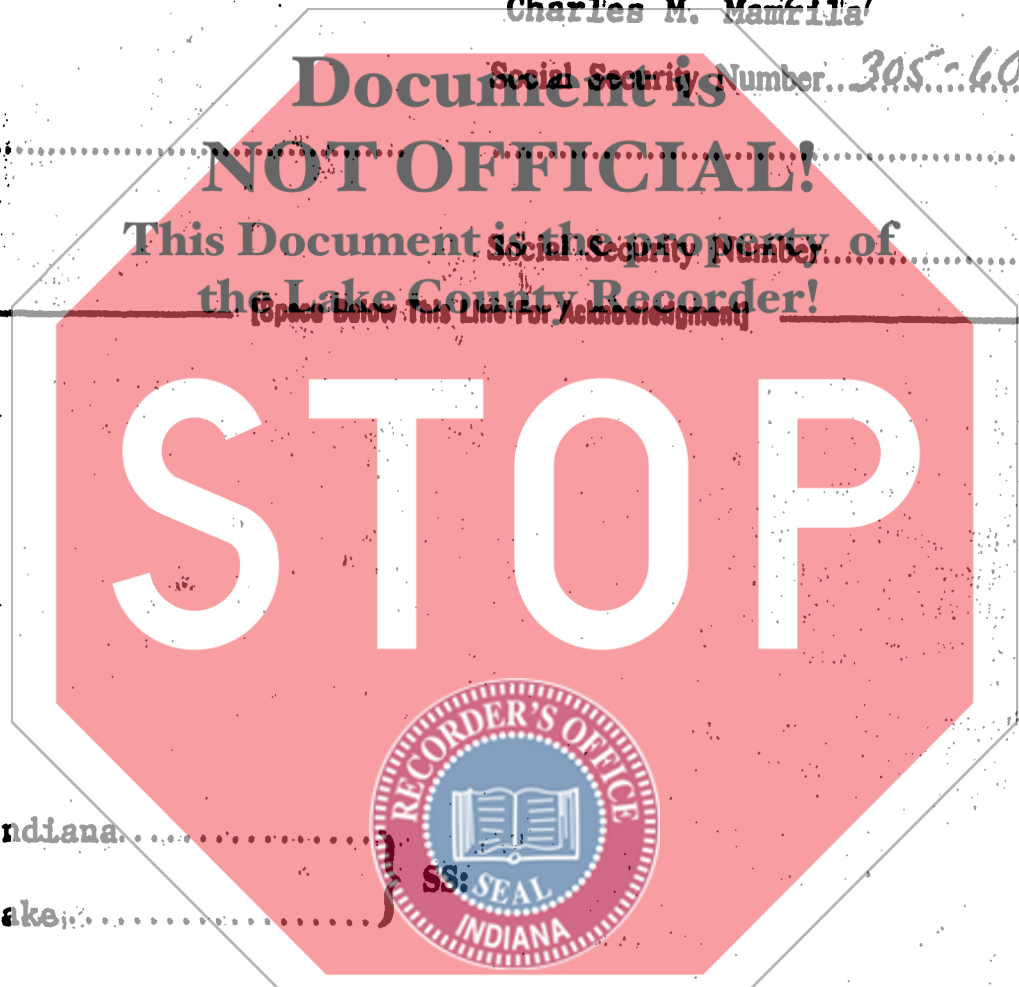 Charles M. Mamrila
Document is
Social Security Number 305-60
NOT OFFICIAL!
This Document is the property of
Social Security Number
the Lake County Recorder!
[Space Below This Line For Acknowledgment]
STOP
RECORDER'S OFFICE
SEAL
INDIANA
ndiana
SS:
ake